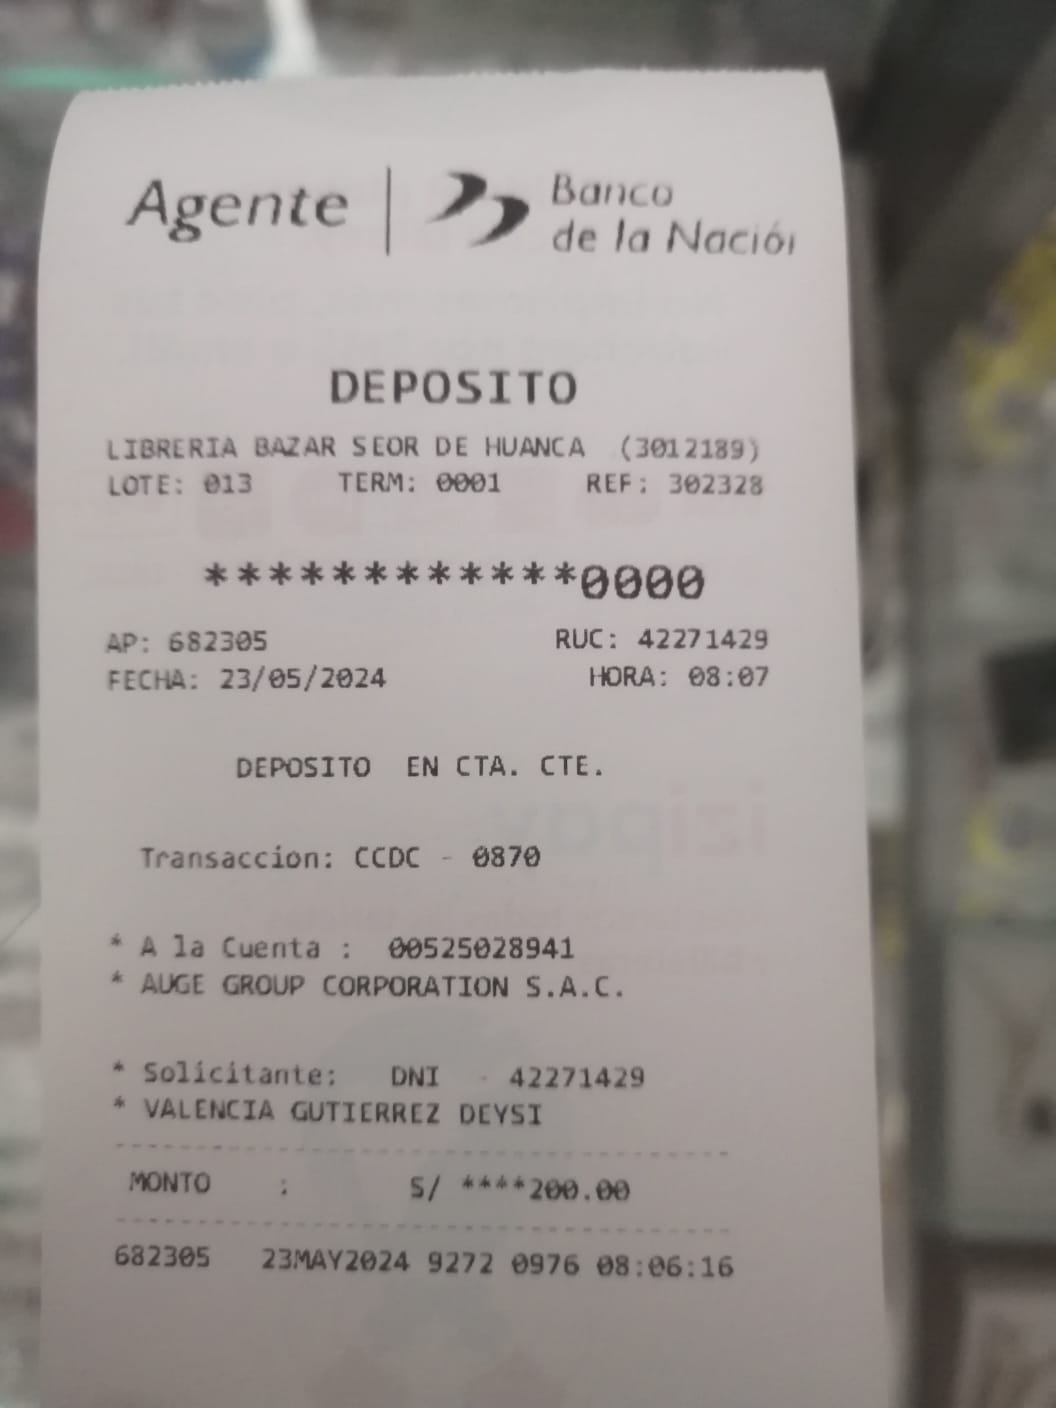 Agente | Banco
de la Nación
DEPOSITO
LIBRERIA BAZAR SEOR DE HUANCA (3012189)
LOTE: 013 TERM: 0001 REF: 302328
************0000
AP: 682305 RUC: 42271429
FECHA: 23/05/2024 HORA: 08:07
DEPOSITO EN CTA. CTE.
Transaccion: CCDC - 0870
* A la Cuenta : 00525028941
* AUGE GROUP CORPORATION S.A.C.
* Solicitante: DNI - 42271429
* VALENCIA GUTIERREZ DEYSI
MONTO : S/ ****200.00
682305 23MAY2024 9272 0976 08:06:16